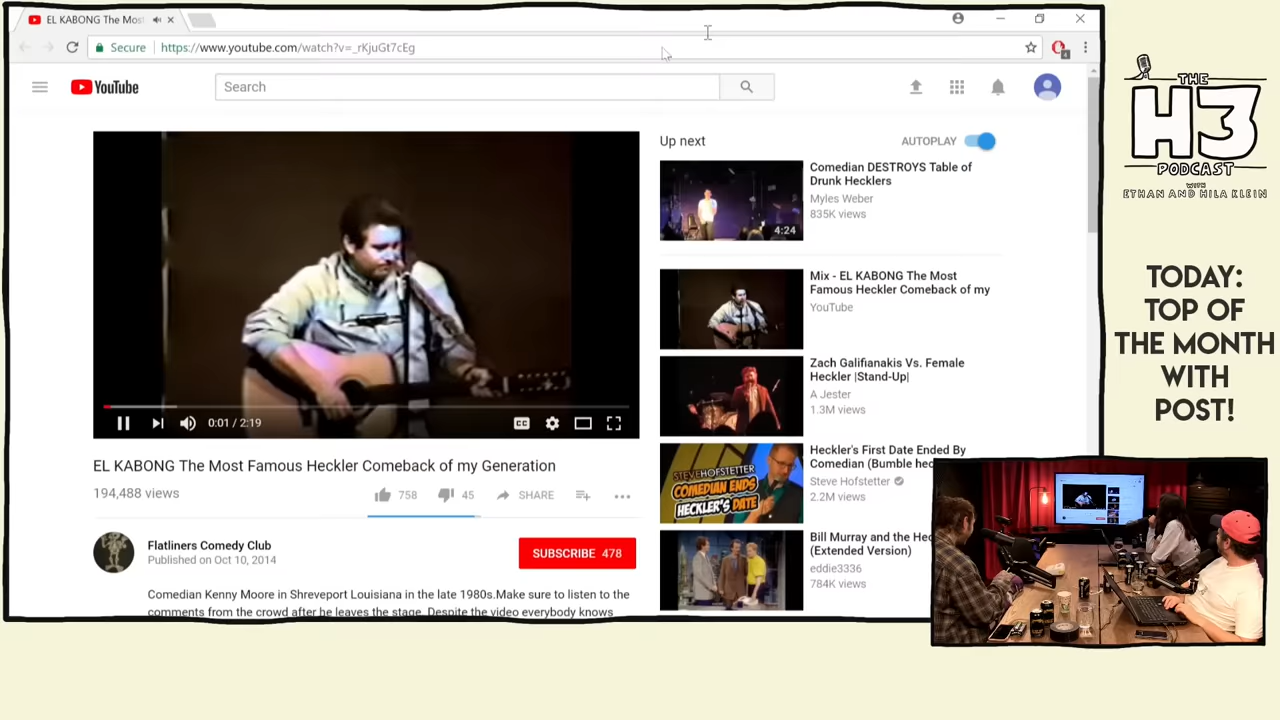 EL KABONG The Mos
Secure
https://www.youtube.com/watch?v=_rKjuGt7cEg
4
YouTube
Search
0:01 / 2:19
CC
EL KABONG The Most Famous Heckler Comeback of my Generation
194,488 views
758
45
SHARE
Flatliners Comedy Club
Published on Oct 10, 2014
SUBSCRIBE 478
Comedian Kenny Moore in Shreveport Louisiana in the late 1980s.Make sure to listen to the
comments from the crowd after he leaves the stage. Despite the video everybody knows
Up next
AUTOPLAY
Comedian DESTROYS Table of
Drunk Hecklers
Myles Weber
835K views
4:24
Mix - EL KABONG The Most
Famous Heckler Comeback of my
YouTube
Zach Galifianakis Vs. Female
Heckler |Stand-Up|
A Jester
1.3M views
STEVEHOFSTETTER
COMEDIAN ENDS
HECKLER'S DATE
Heckler's First Date Ended By
Comedian (Bumble hec
Steve Hofstetter
2.2M views
Bill Murray and the Hec
(Extended Version)
eddie3336
784K views
THE
H3
PODCAST
WITH
ETHAN AND HILA KLEIN
TODAY:
TOP OF
THE MONTH
WITH
POST!